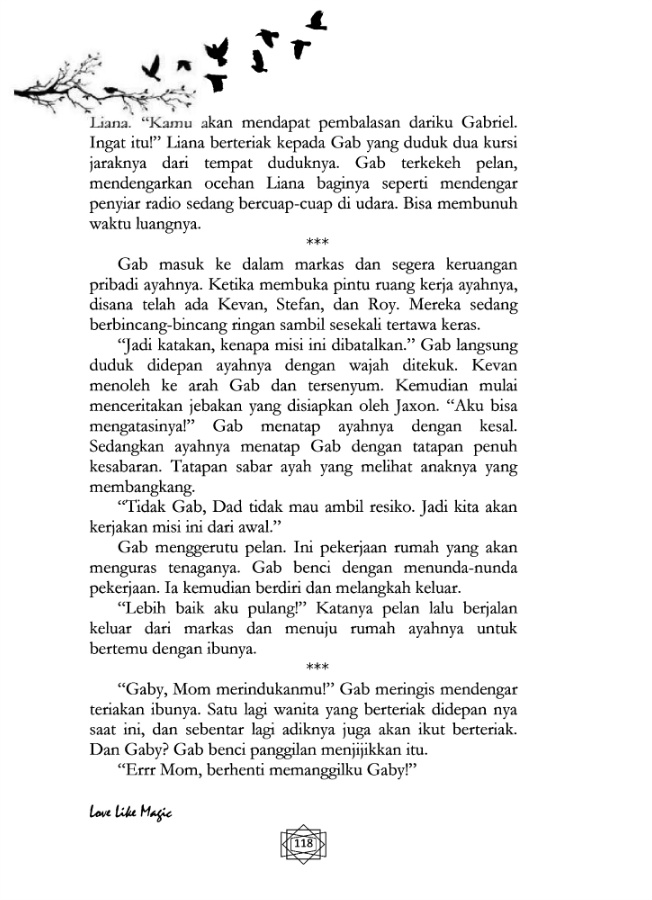 Liana. “Kamu akan mendapat pembalasan dariku Gabriel.
Ingat itu!” Liana berteriak kepada Gab yang duduk dua kursi
jaraknya dari tempat duduknya. Gab terkekeh pelan,
mendengarkan ocehan Liana baginya seperti mendengar
penyiar radio sedang bercuap-cuap di udara. Bisa membunuh
waktu luangnya.
***
Gab masuk ke dalam markas dan segera keruangan
pribadi ayahnya. Ketika membuka pintu ruang kerja ayahnya,
disana telah ada Kevan, Stefan, dan Roy. Mereka sedang
berbincang-bincang ringan sambil sesekali tertawa keras.
“Jadi katakan, kenapa misi ini dibatalkan.” Gab langsung
duduk didepan ayahnya dengan wajah ditekuk. Kevan
menoleh ke arah Gab dan tersenyum. Kemudian mulai
menceritakan jebakan yang disiapkan oleh Jaxon. “Aku bisa
mengatasinya!” Gab menatap ayahnya dengan kesal.
Sedangkan ayahnya menatap Gab dengan tatapan penuh
kesabaran. Tatapan sabar ayah yang melihat anaknya yang
membangkang.
“Tidak Gab, Dad tidak mau ambil resiko. Jadi kita akan
kerjakan misi ini dari awal.”
Gab menggerutu pelan. Ini pekerjaan rumah yang akan
menguras tenaganya. Gab benci dengan menunda-nunda
pekerjaan. Ia kemudian berdiri dan melangkah keluar.
“Lebih baik aku pulang!” Katanya pelan lalu berjalan
keluar dari markas dan menuju rumah ayahnya untuk
bertemu dengan ibunya.
***
“Gaby, Mom merindukanmu!” Gab meringis mendengar
teriakan ibunya. Satu lagi wanita yang berteriak didepan nya
saat ini, dan sebentar lagi adiknya juga akan ikut berteriak.
Dan Gaby? Gab benci panggilan menjijikkan itu.
“Errr Mom, berhenti memanggilku Gaby!”
Love Like Magic
118